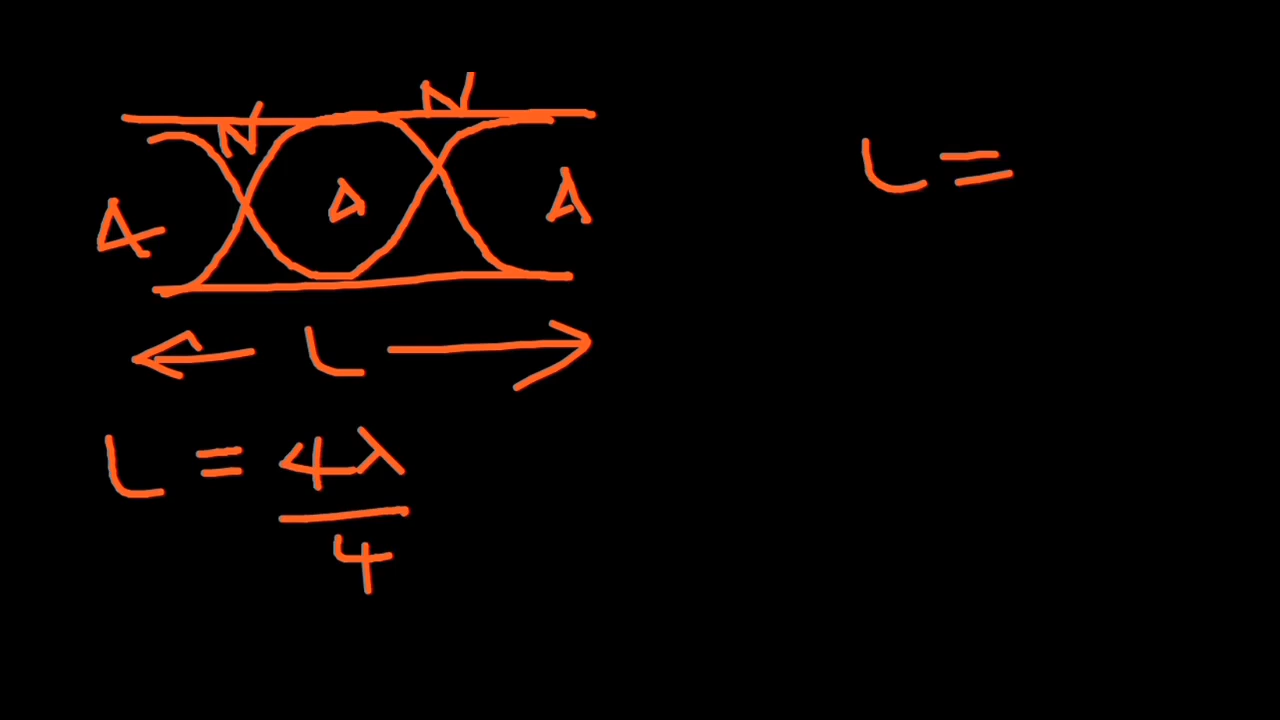 N N
A A A
L
L = 4λ/4
L =